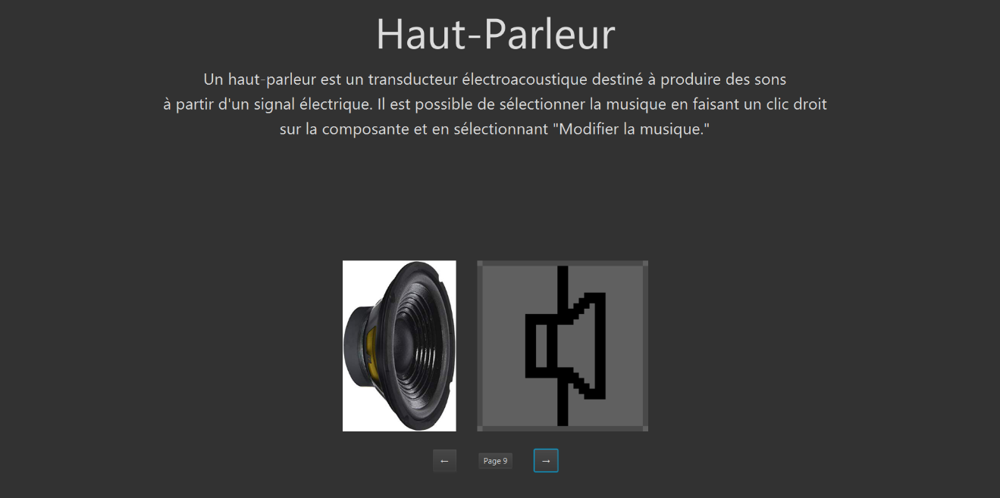 Haut-Parleur
Un haut-parleur est un transducteur électroacoustique destiné à produire des sons
à partir d'un signal électrique. Il est possible de sélectionner la musique en faisant un clic droit
sur la composante et en sélectionnant "Modifier la musique."
← Page 9 →